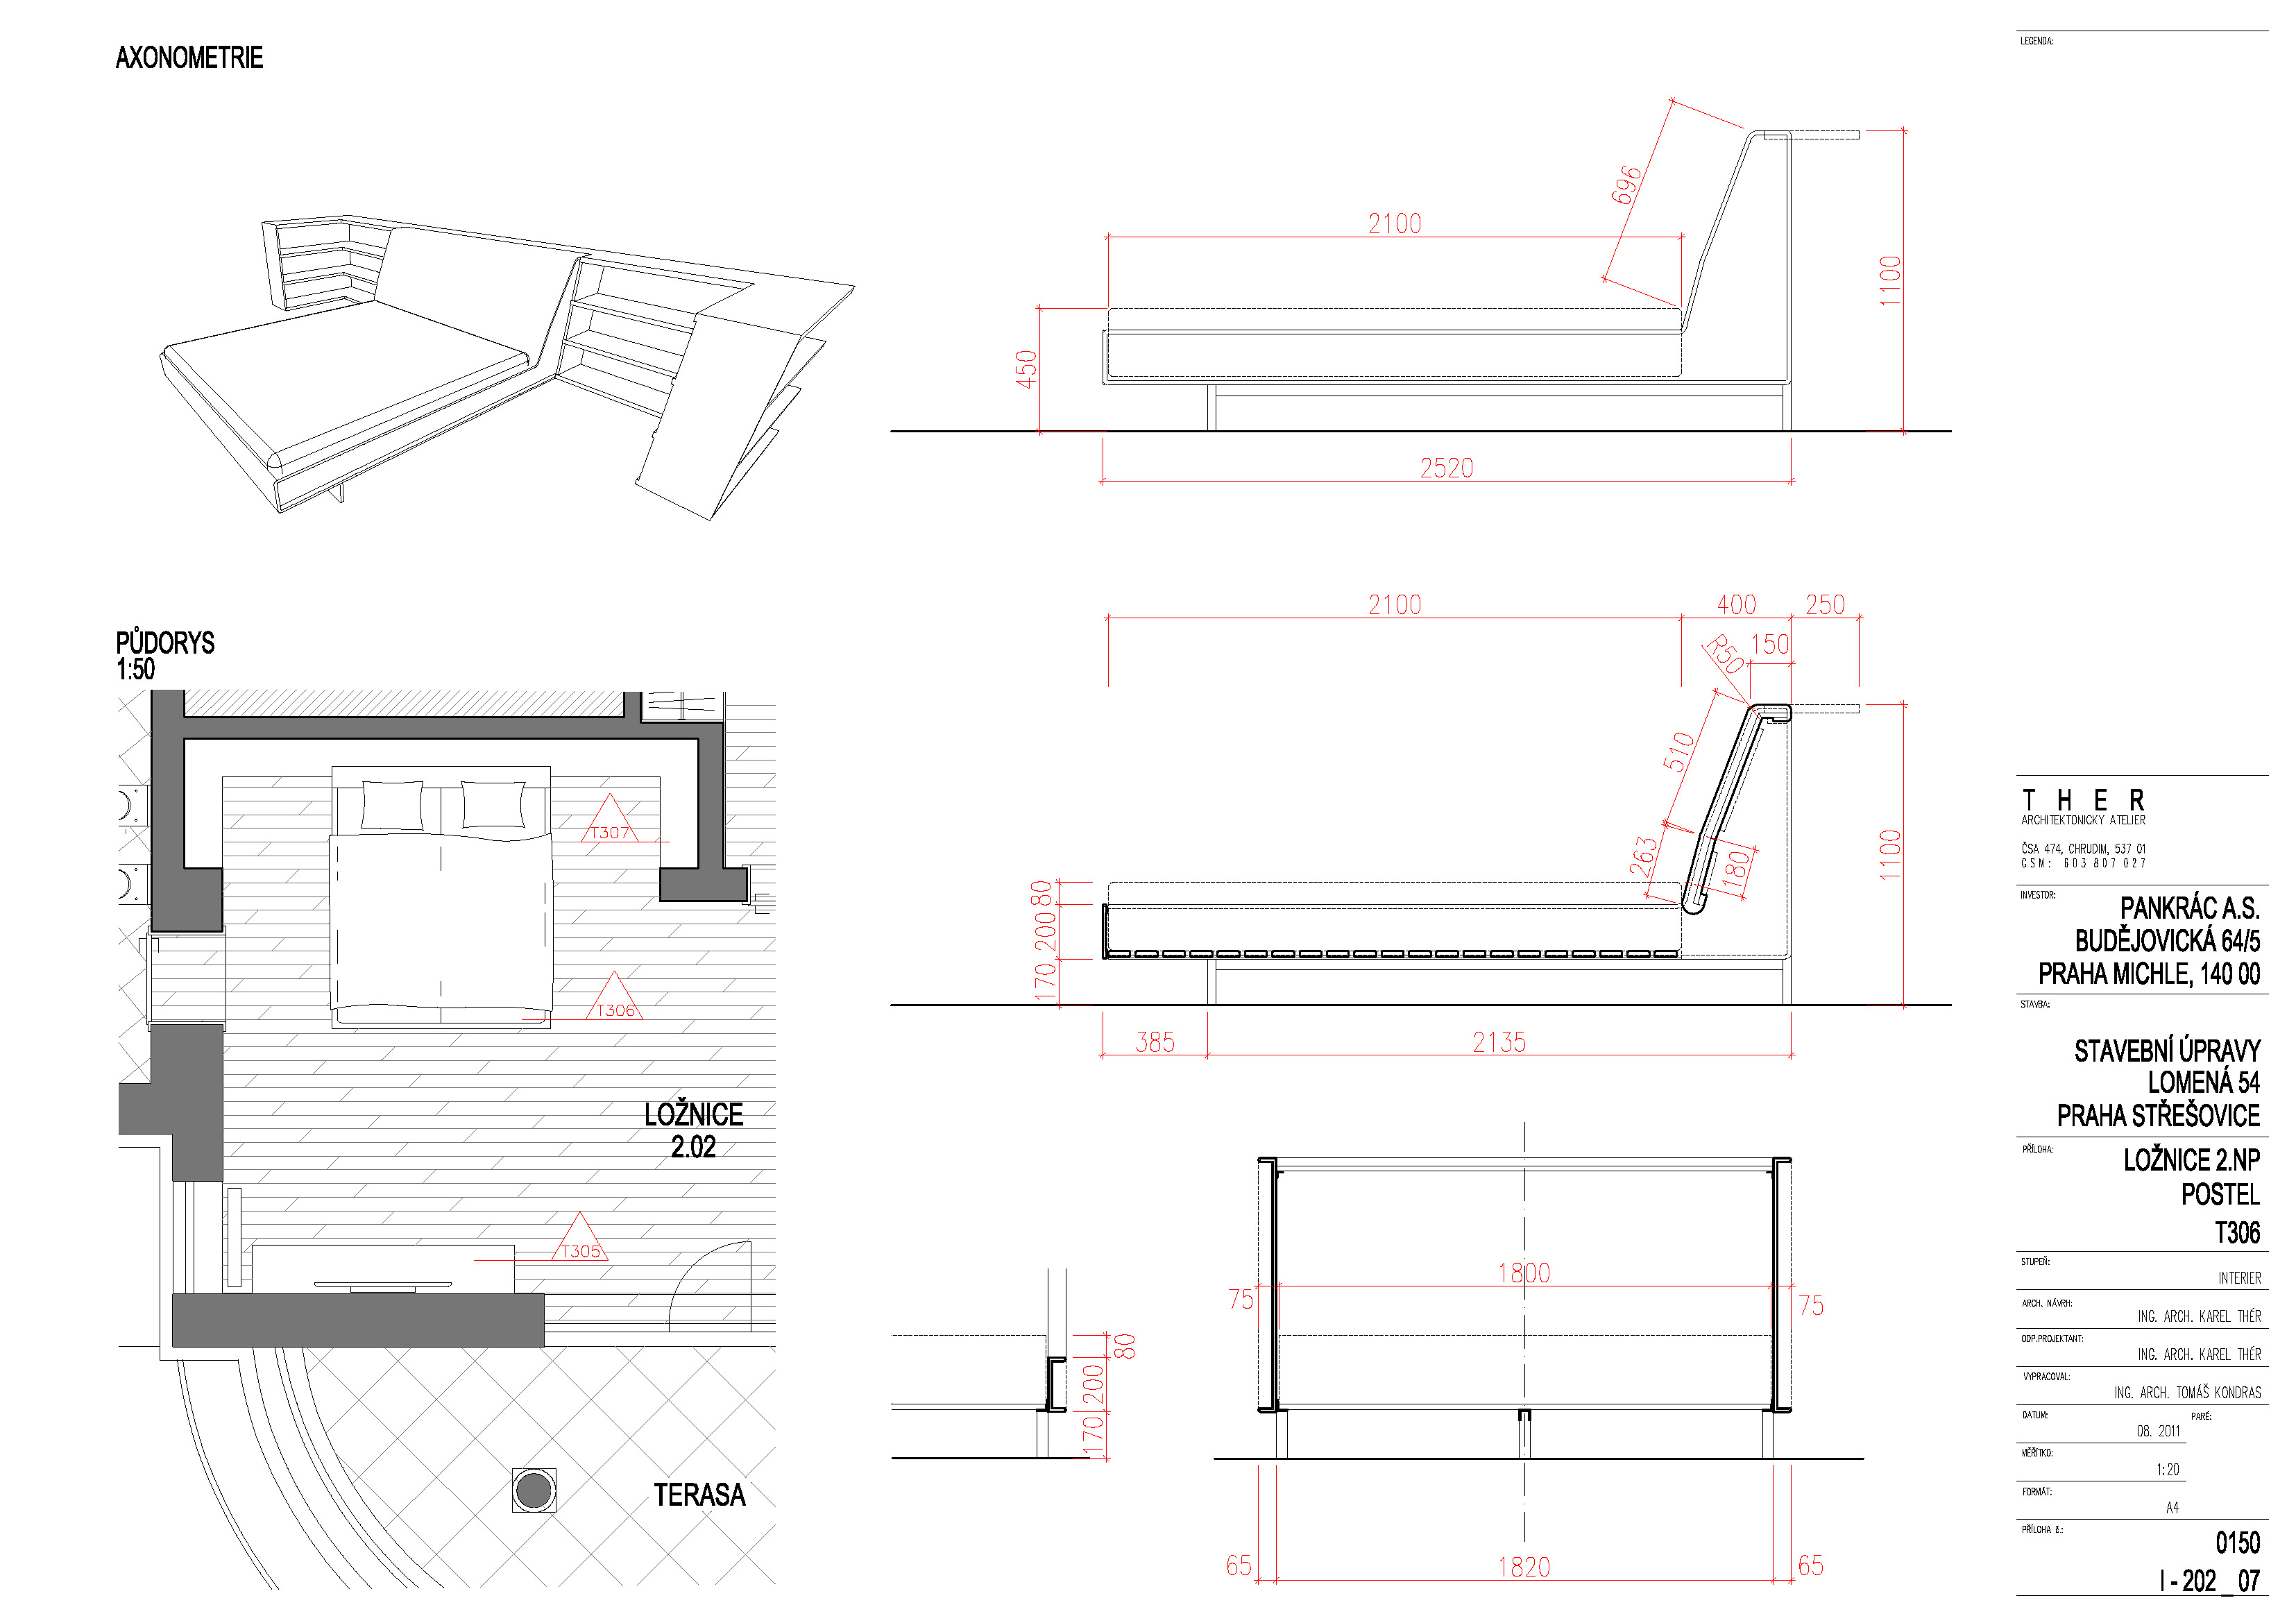 AXONOMETRIE
696
2100
1100
450
2520
PŮDORYS
1:50
T307
T306
LOŽNICE
2.02
T305
TERASA
2100
400
250
150
R50
510
263
180
1100
80
200
170
385
2135
80
200
170
1800
75
75
65
1820
65
LEGENDA:
THER
ARCHITEKTONICKÝ ATELIER
ČSA 474, CHRUDIM, 537 01
GSM: 603 807 027
INVESTOR:
PANKRÁC A.S.
BUDĚJOVICKÁ 64/5
PRAHA MICHLE, 140 00
STAVBA:
STAVEBNÍ ÚPRAVY
LOMENÁ 54
PRAHA STŘEŠOVICE
PŘÍLOHA:
LOŽNICE 2.NP
POSTEL
T306
STUPEŇ:
INTERIER
ARCH. NÁVRH:
ING. ARCH. KAREL THÉR
ODP.PROJEKTANT:
ING. ARCH. KAREL THÉR
VYPRACOVAL:
ING. ARCH. TOMÁŠ KONDRAS
DATUM:
PARÉ:
08. 2011
MĚŘÍTKO:
1:20
FORMÁT:
A4
PŘÍLOHA č.:
0150
I - 202 _ 07